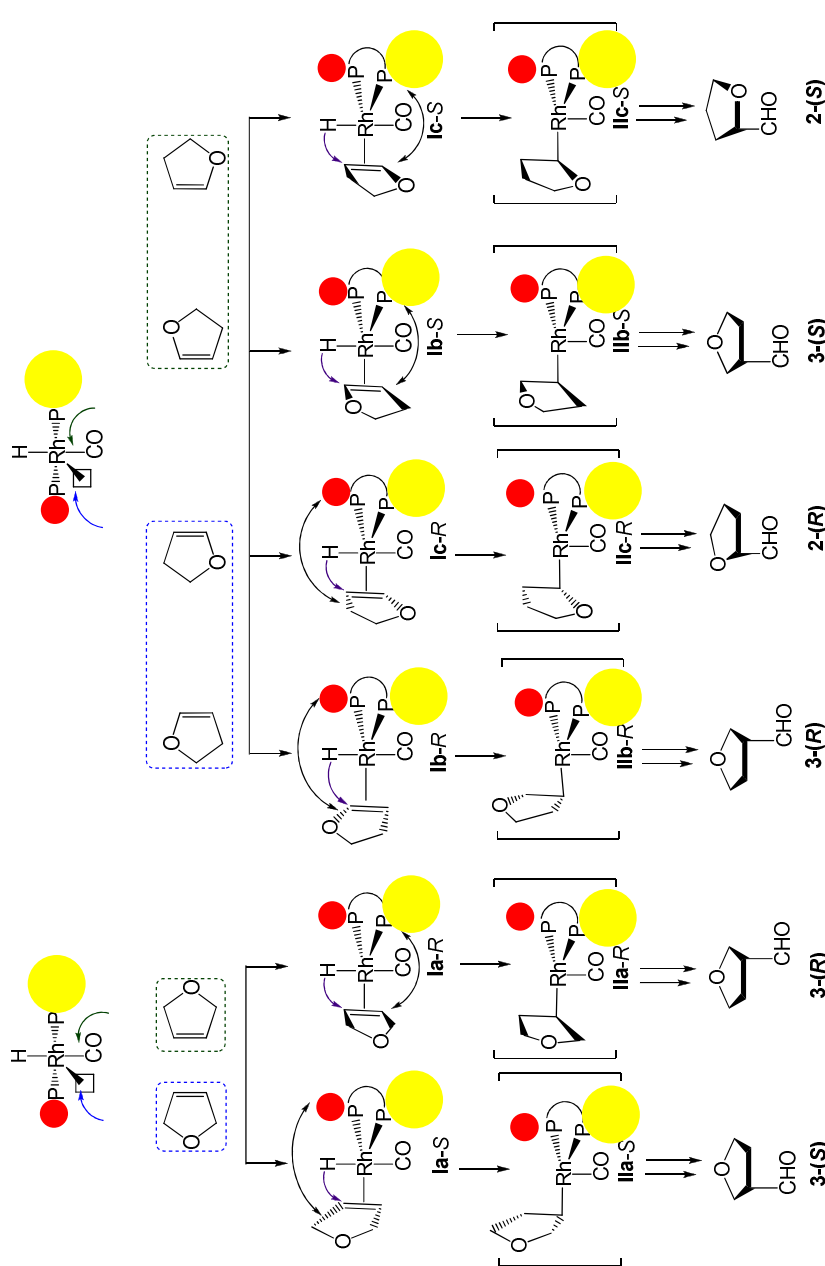 H H
P Rh P P Rh P
CO CO
O O O O O O
H P H P H P H P H P H P
O Rh P O Rh P O Rh P O Rh P O Rh P O Rh P
CO CO CO CO CO CO
Ia-S Ia-R Ib-R Ic-R Ib-S Ic-S
P P P P P P
O Rh P O Rh P O Rh P O Rh P O Rh P O Rh P
CO CO CO CO CO CO
IIa-S IIa-R IIb-R IIc-R IIb-S IIc-S
O O O O O O
CHO CHO CHO CHO CHO CHO
3-(S) 3-(R) 3-(R) 2-(R) 3-(S) 2-(S)